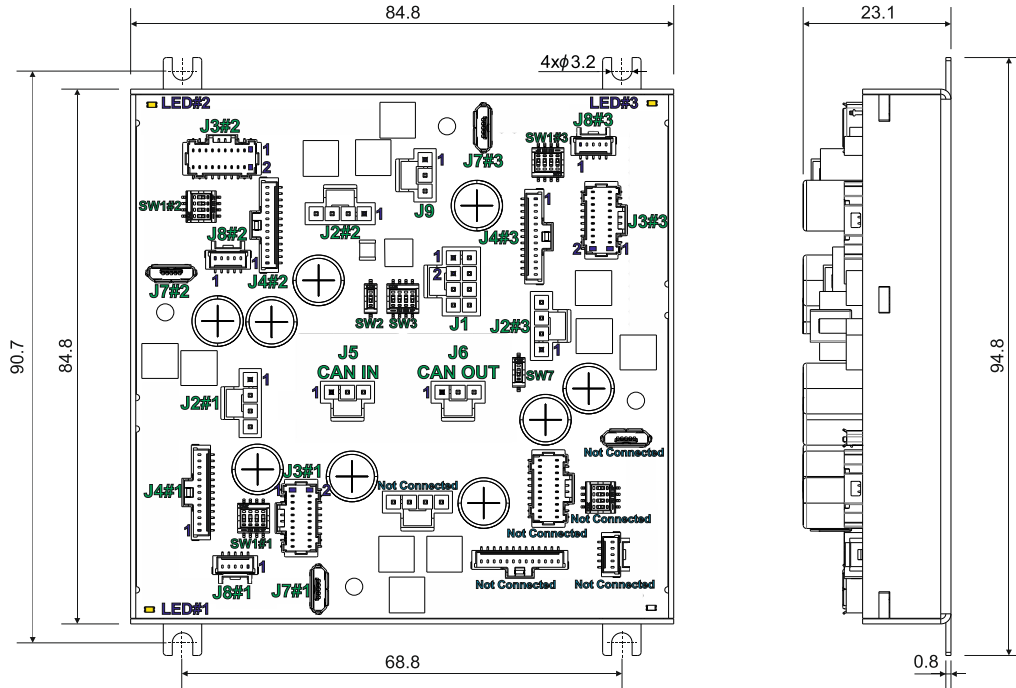 84.8
23.1
4xϕ3.2
LED#2
LED#3
J3#2
1
2
J7#3
SW1#3
J8#3
1
1
J9
SW1#2
J2#2
1
1
J4#3
J3#3
2
1
J8#2
1
1
J4#2
J7#2
1
2
J1
SW2
SW3
J2#3
1
90.7
84.8
94.8
J5
CAN IN
1
J6
CAN OUT
1
SW7
J2#1
1
Not Connected
J4#1
1
J3#1
1
2
Not Connected
Not Connected
Not Connected
SW1#1
J8#1
1
J7#1
Not Connected
Not Connected
LED#1
68.8
0.8